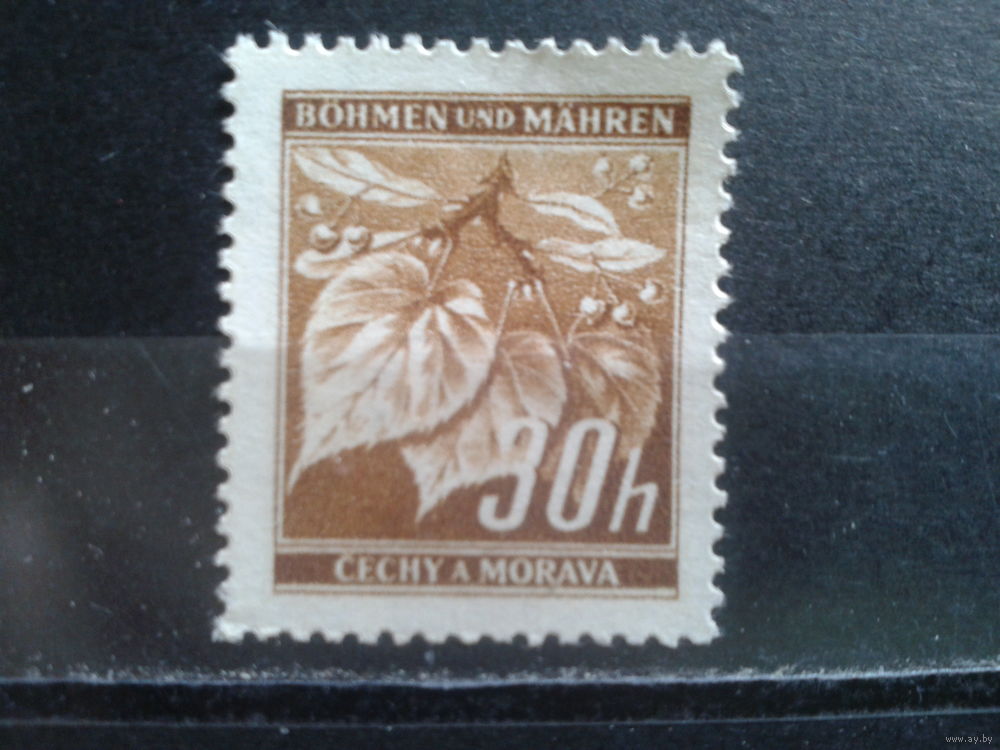 BÖHMEN UND MÄHREN
30h
ČECHY A MORAVA
www.ay.by